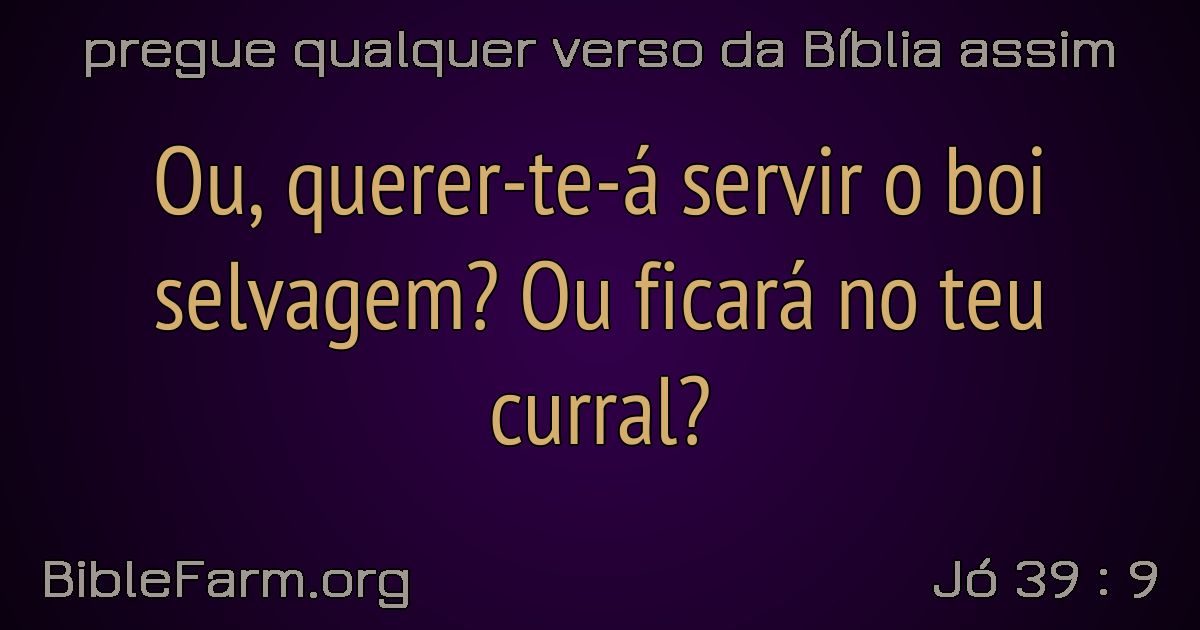 pregue qualquer verso da Bíblia assim
Ou, querer-te-á servir o boi
selvagem? Ou ficará no teu
curral?
BibleFarm.org
Jó 39 : 9